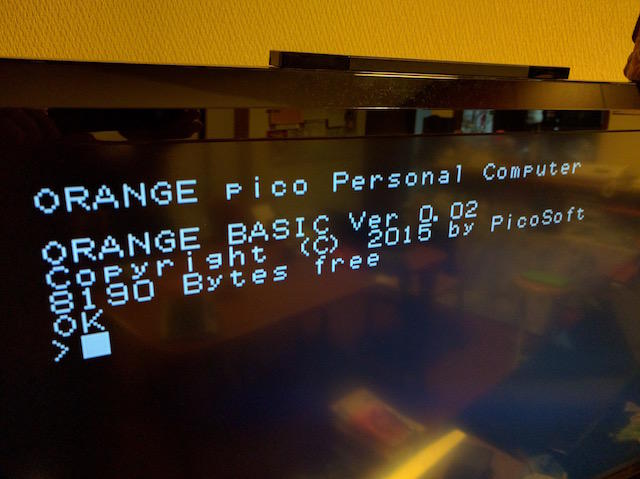 ORANGE pico Personal Computer
ORANGE BASIC Ver 0.02
Copyright (C) 2015 by PicoSoft
8190 Bytes free
OK
>